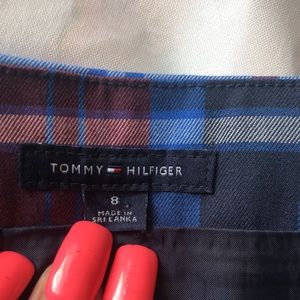 TOMMY HILFIGER
8
MADE IN
SRI LANKA